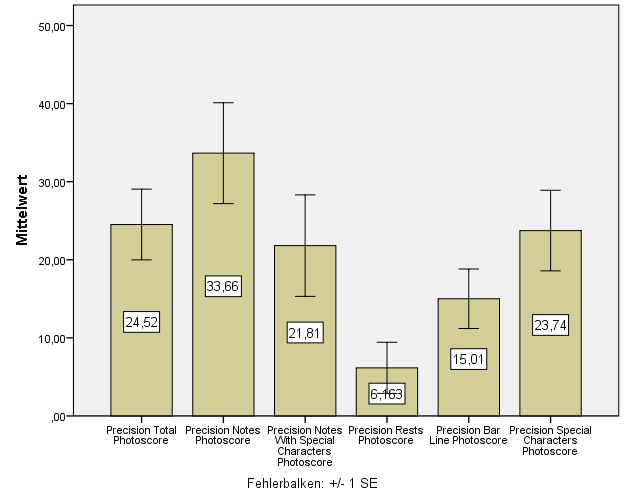 50,00
40,00
30,00
20,00
10,00
,00
Mittelwert
24,52
33,66
21,81
6,163
15,01
23,74
Precision Total
Photoscore
Precision Notes
Photoscore
Precision Notes
With Special
Characters
Photoscore
Precision Rests
Photoscore
Precision Bar
Line Photoscore
Precision Special
Characters
Photoscore
Fehlerbalken: +/- 1 SE